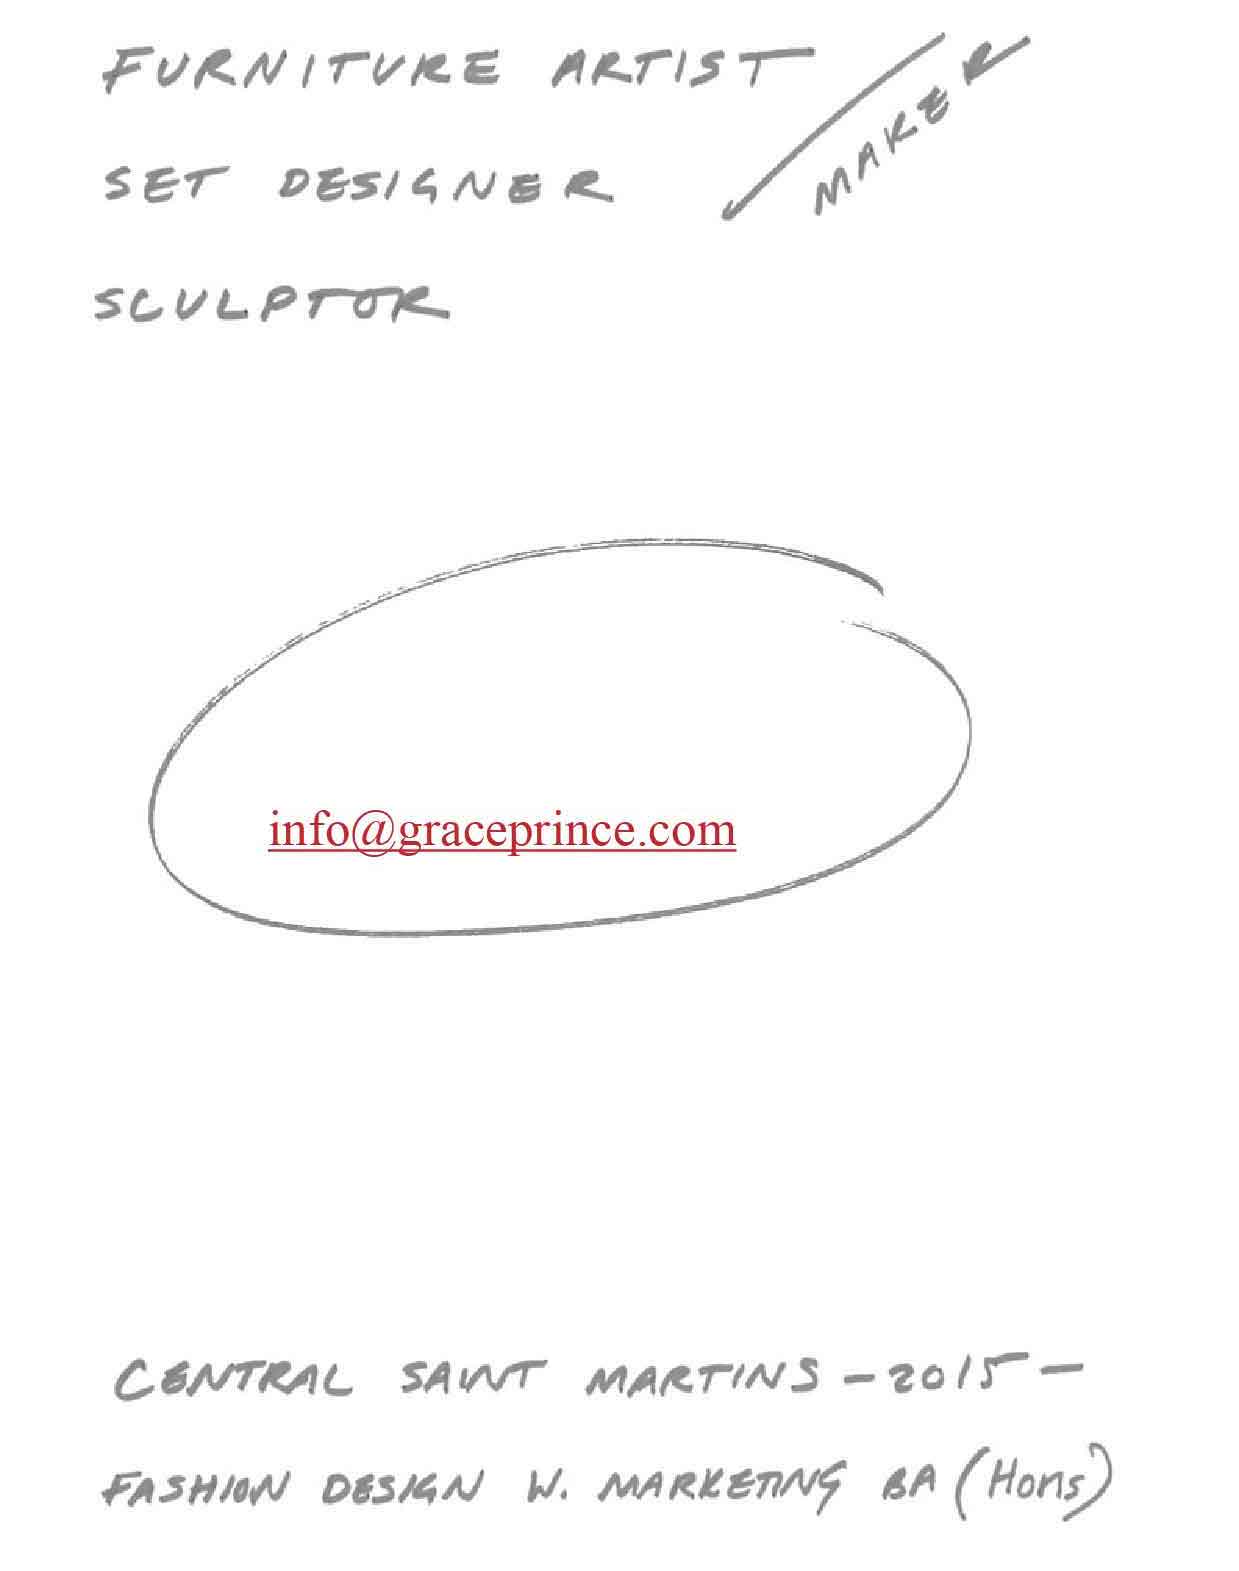 FURNITURE ARTIST
MAKER
SET DESIGNER
SCULPTOR
info@graceprince.com
CENTRAL SAINT MARTINS - 2015 -
FASHION DESIGN W. MARKETING BA (Hons)